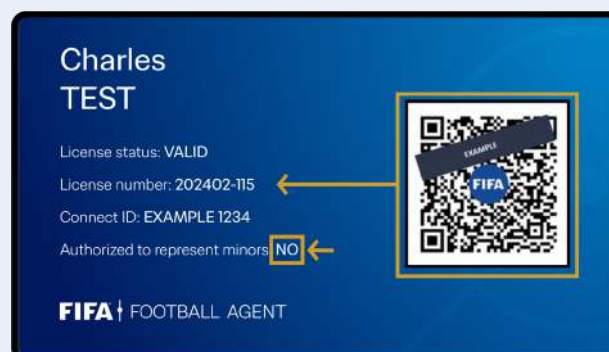 Charles
TEST
License status: VALID
License number: 202402-115
Connect ID: EXAMPLE 1234
Authorized to represent minors NO
EXAMPLE
FIFA
FIFA FOOTBALL AGENT